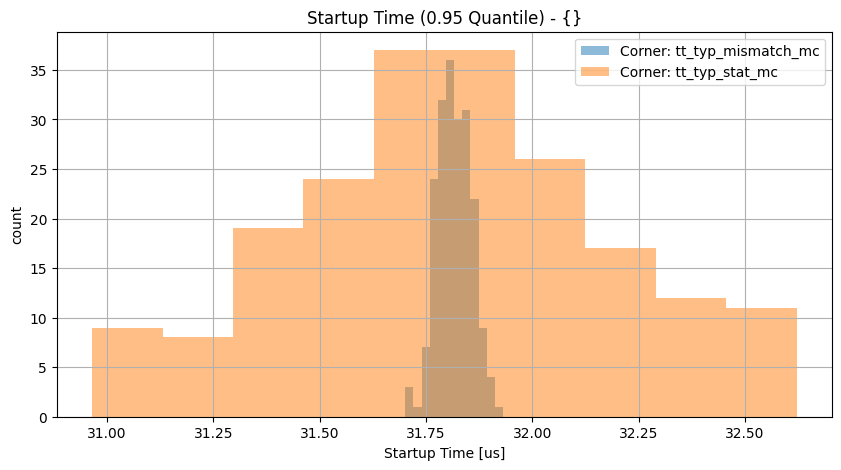 Startup Time (0.95 Quantile) - {}
Corner: tt_typ_mismatch_mc
Corner: tt_typ_stat_mc
count
35
30
25
20
15
10
5
0
31.00 31.25 31.50 31.75 32.00 32.25 32.50
Startup Time [us]